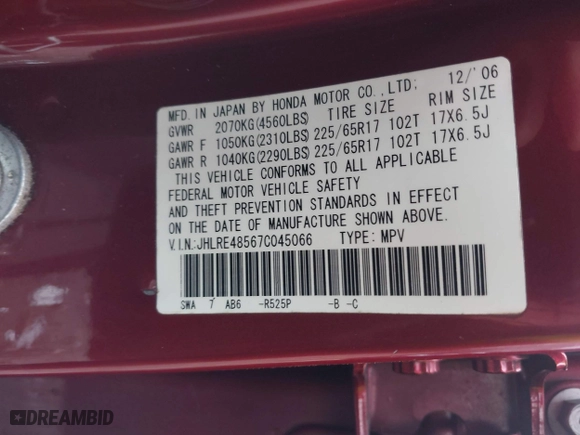 MFD. IN JAPAN BY HONDA MOTOR CO.,LTD; 12/'06
GVWR 2070KG(4560LBS) TIRE SIZE RIM SIZE
GAWR F 1050KG(2310LBS) 225/65R17 102T 17X6.5J
GAWR R 1040KG(2290LBS) 225/65R17 102T 17X6.5J
THIS VEHICLE CONFORMS TO ALL APPLICABLE
FEDERAL MOTOR VEHICLE SAFETY
AND THEFT PREVENTION STANDARDS IN EFFECT
ON THE DATE OF MANUFACTURE SHOWN ABOVE.
V.I.N.:JHLRE48567C045066 TYPE: MPV
SWA 7 AB6 -R525P -B -C
DREAMBID